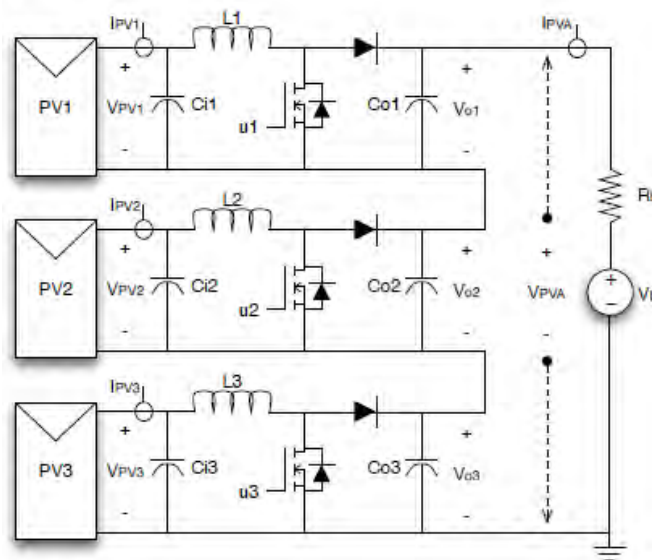 IPV1 L1 IPVA
PV1 + VPV1 - Ci1 u1 Co1 + Vo1 -
IPV2 L2
PV2 + VPV2 - Ci2 u2 Co2 + Vo2 - + VPVA - + -
IPV3 L3
PV3 + VPV3 - Ci3 u3 Co3 + Vo3 -